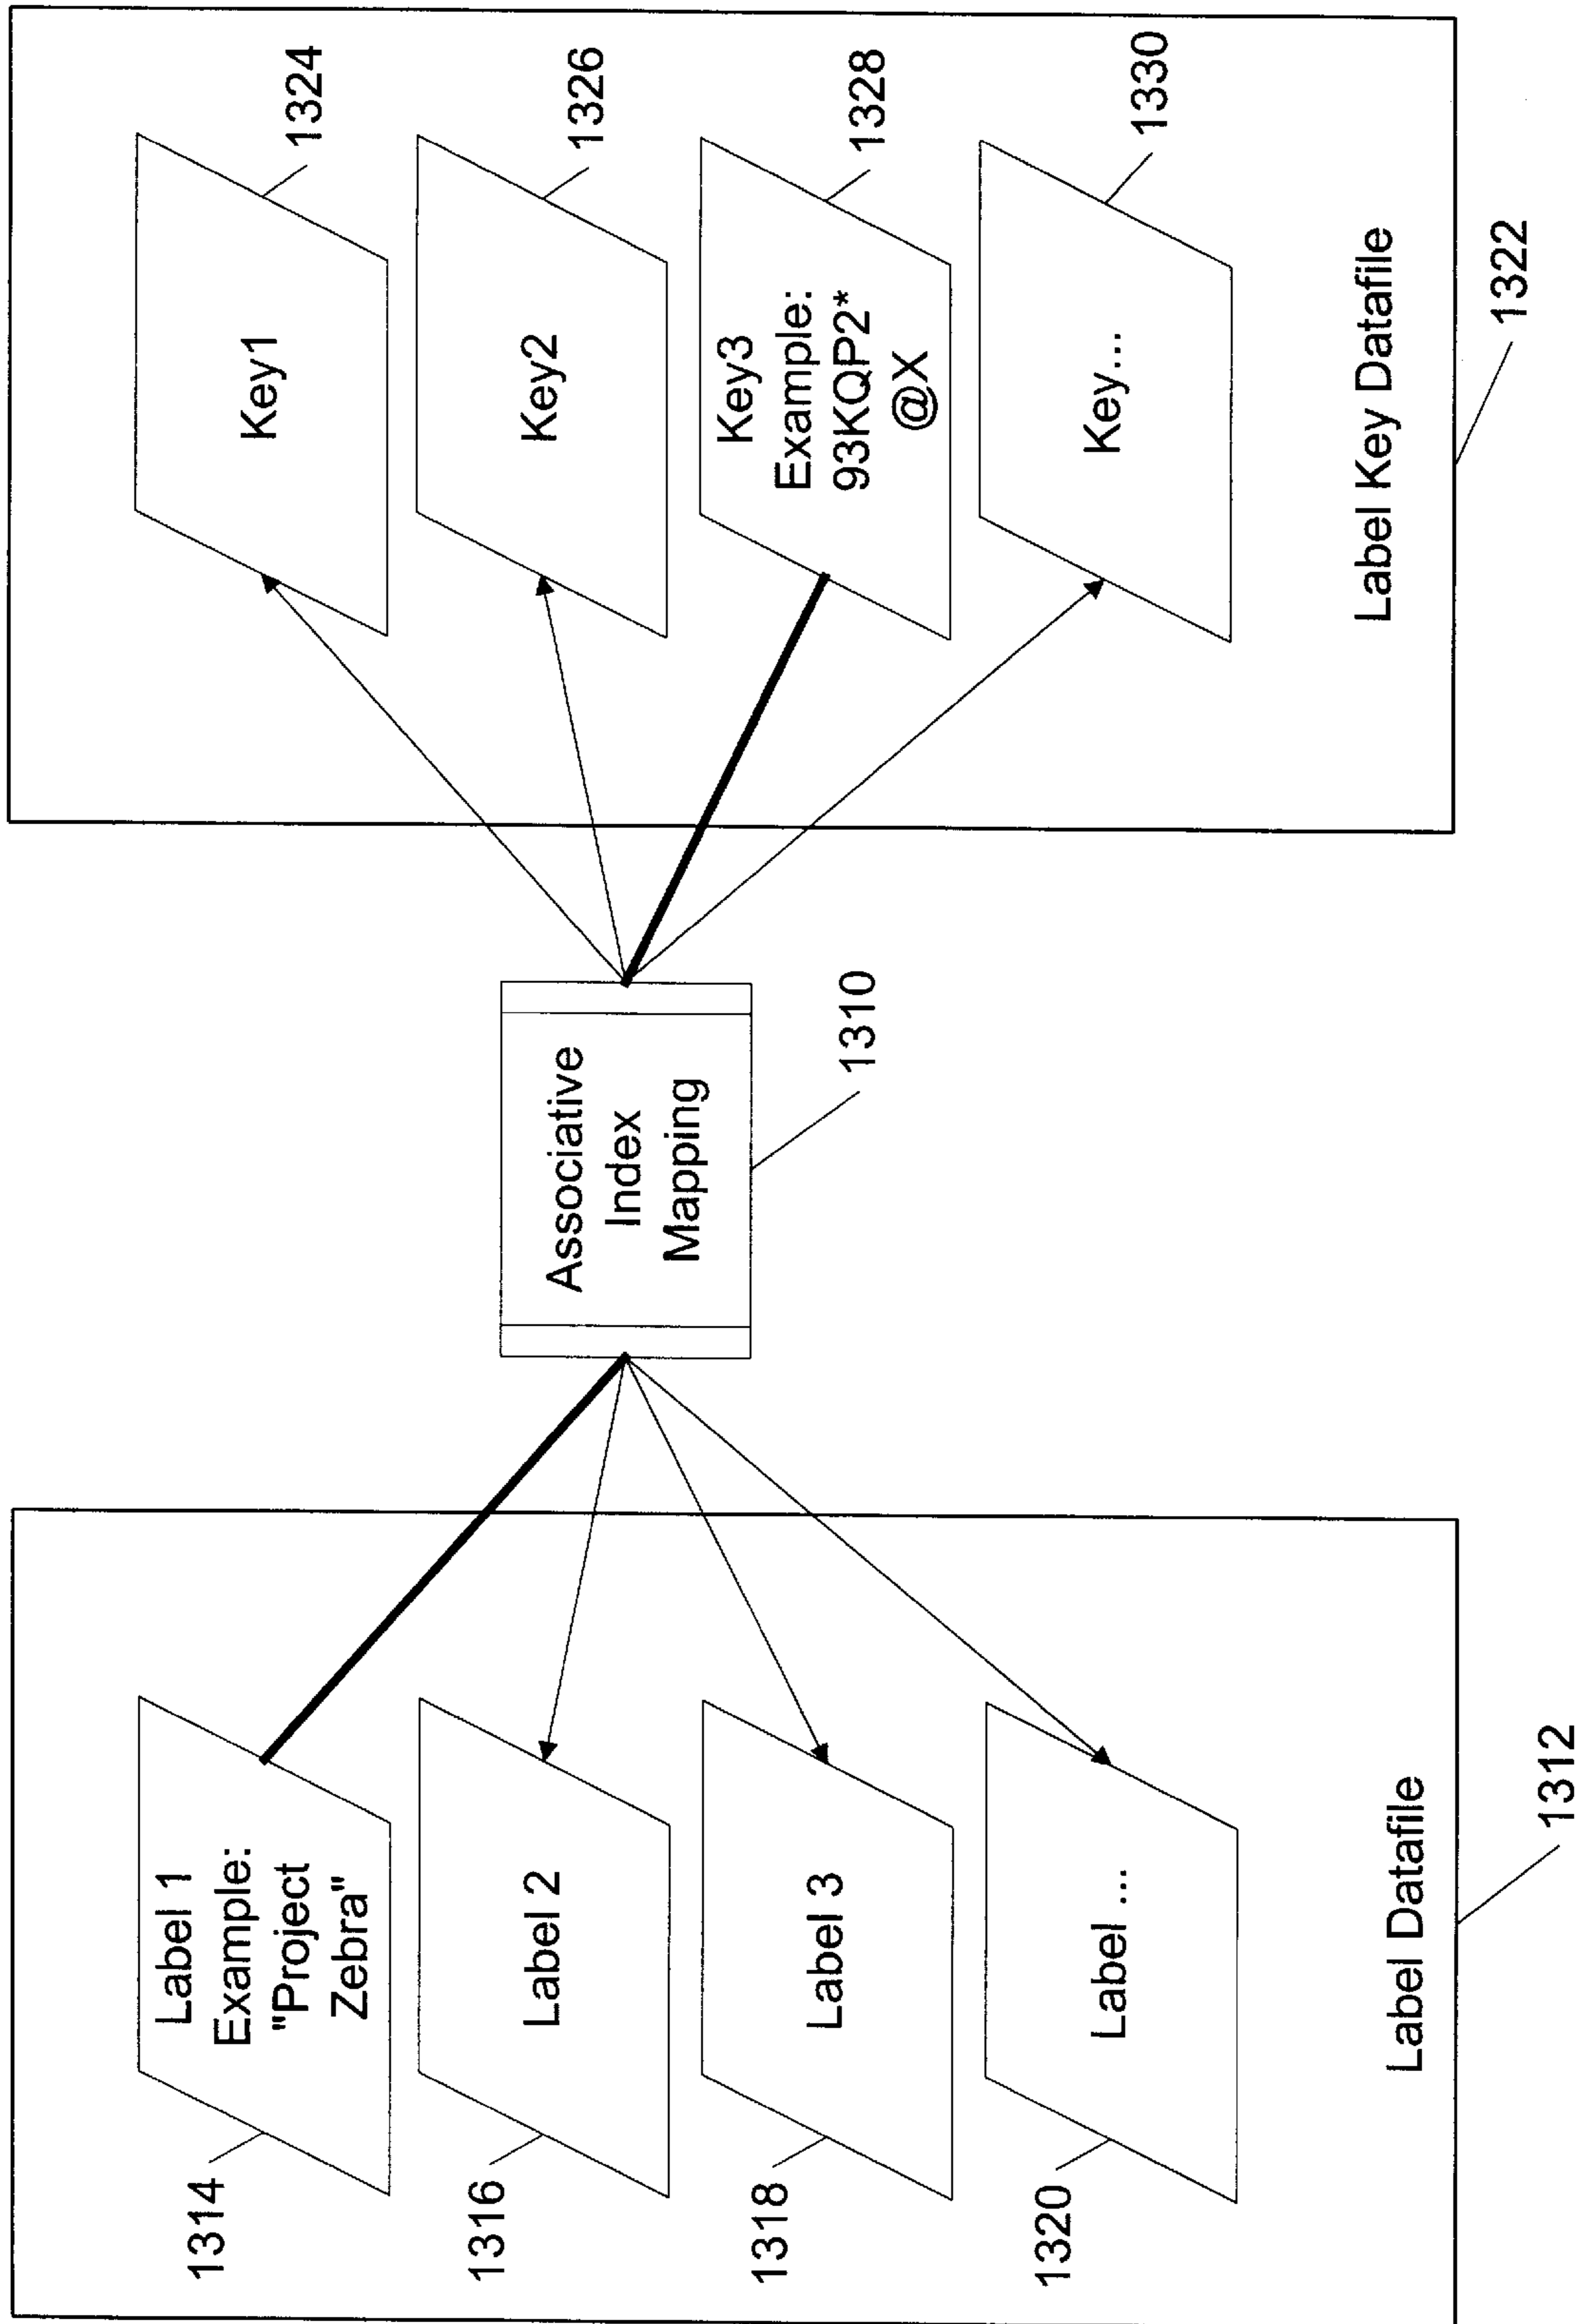 1314
Label 1
Example:
"Project
Zebra"
1316
Label 2
1318
Label 3
1320
Label ...
Label Datafile
1312
Associative
Index
Mapping
1310
Key1
1324
Key2
1326
Key3
Example:
93KQP2*
@X
1328
Key...
1330
Label Key Datafile
1322